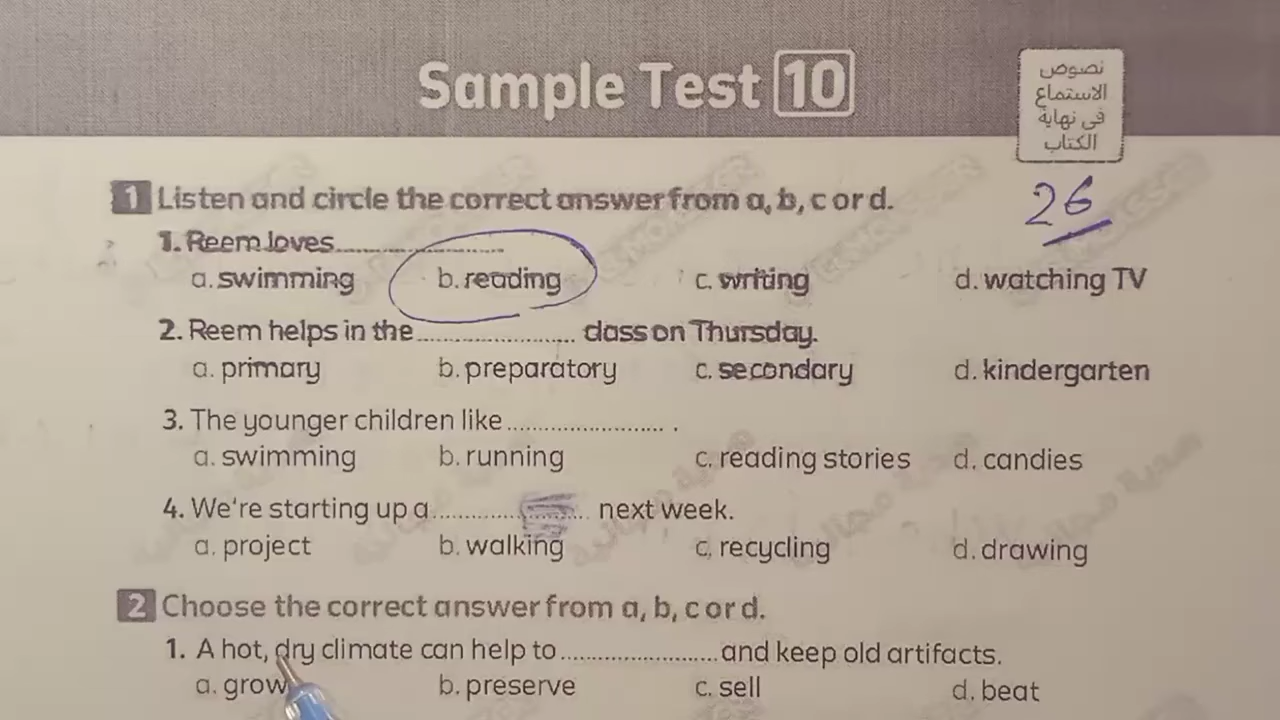 Sample Test 10
نصوص
الاستماع
فى نهاية
الكتاب
26
1 Listen and circle the correct answer from a, b, c or d.
1. Reem loves......................
a. swimming b. reading c. writing d. watching TV
2. Reem helps in the...................... class on Thursday.
a. primary b. preparatory c. secondary d. kindergarten
3. The younger children like...................... .
a. swimming b. running c. reading stories d. candies
4. We're starting up a...................... next week.
a. project b. walking c. recycling d. drawing
2 Choose the correct answer from a, b, c or d.
1. A hot, dry climate can help to......................and keep old artifacts.
a. grow b. preserve c. sell d. beat